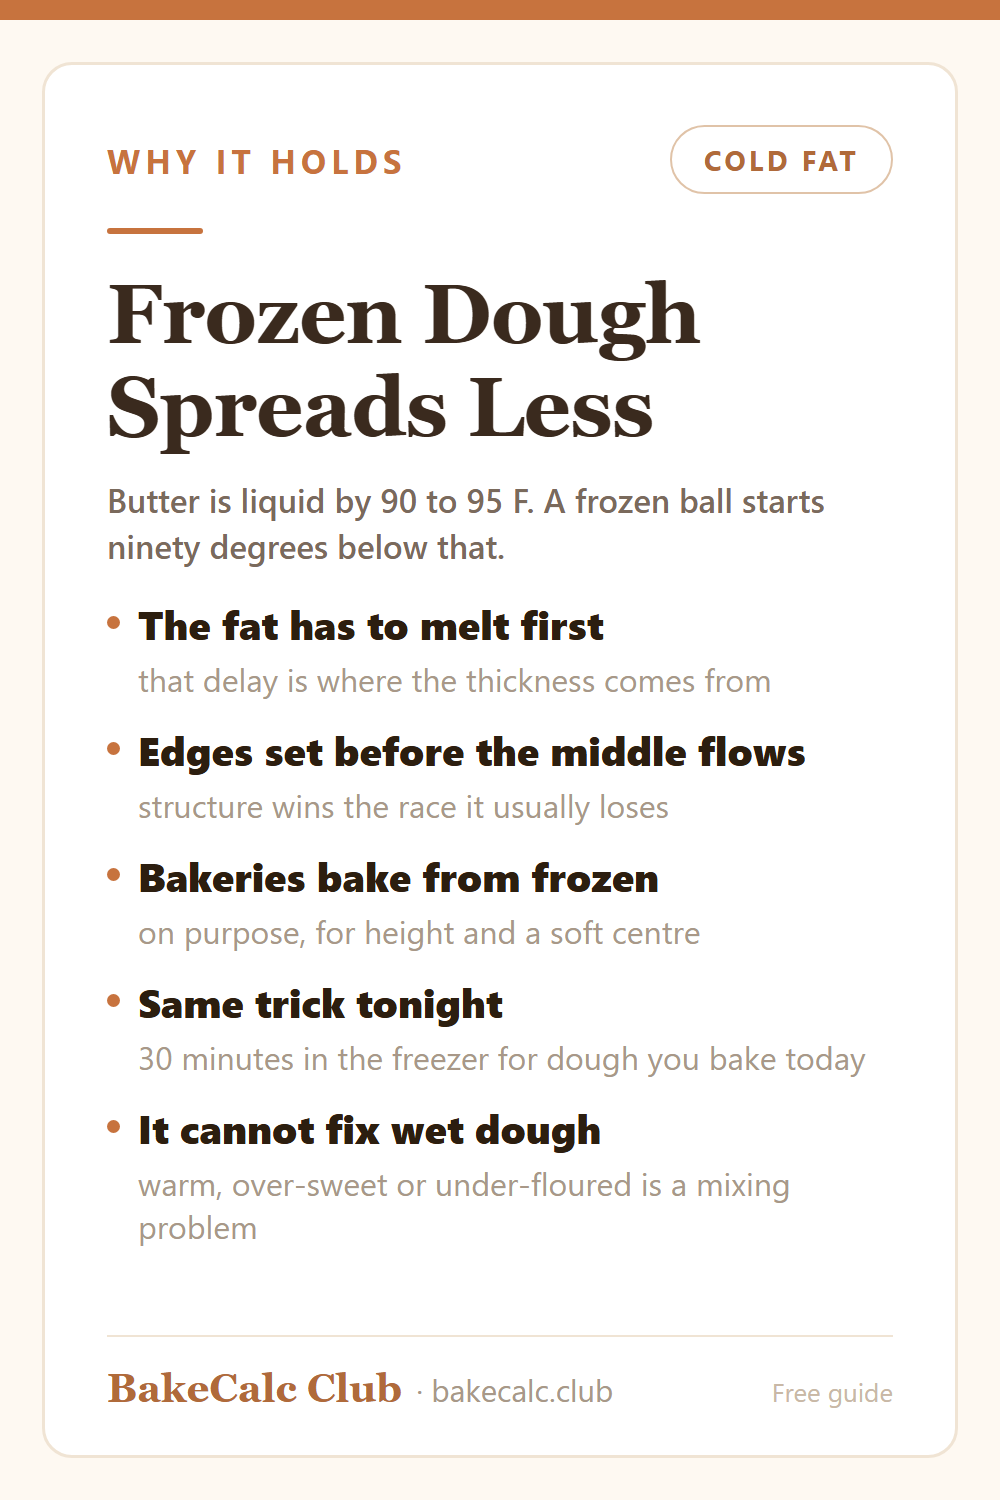 WHY IT HOLDS
COLD FAT
Frozen Dough
Spreads Less
Butter is liquid by 90 to 95 F. A frozen ball starts
ninety degrees below that.
• The fat has to melt first
that delay is where the thickness comes from
• Edges set before the middle flows
structure wins the race it usually loses
• Bakeries bake from frozen
on purpose, for height and a soft centre
• Same trick tonight
30 minutes in the freezer for dough you bake today
• It cannot fix wet dough
warm, over-sweet or under-floured is a mixing
problem
BakeCalc Club · bakecalc.club
Free guide